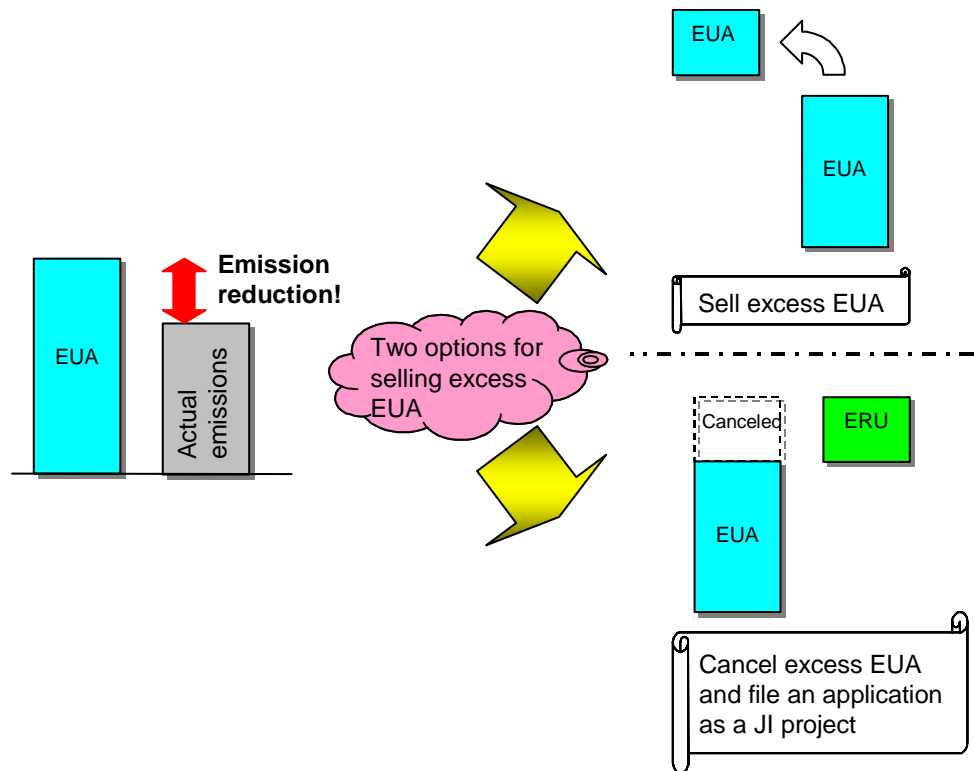 EUA
EUA
Sell excess EUA
Emission
reduction!
EUA
Actual
emissions
Two options for
selling excess
EUA
Canceled
ERU
EUA
Cancel excess EUA
and file an application
as a JI project